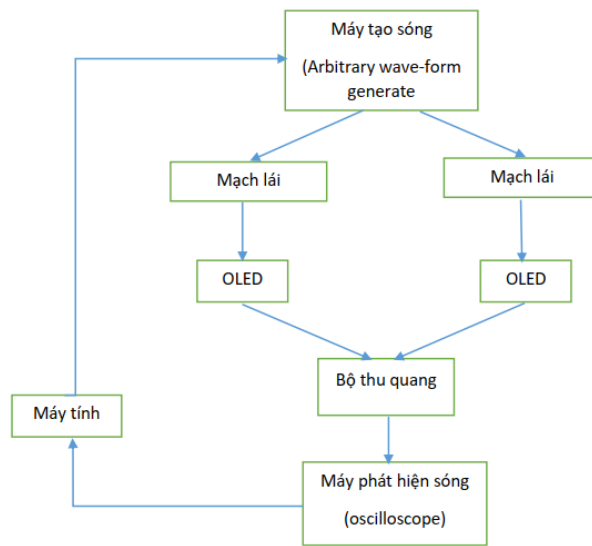 Máy tạo sóng
(Arbitrary wave-form
generate
Mạch lái
Mạch lái
OLED
OLED
Bộ thu quang
Máy tính
Máy phát hiện sóng
(oscilloscope)